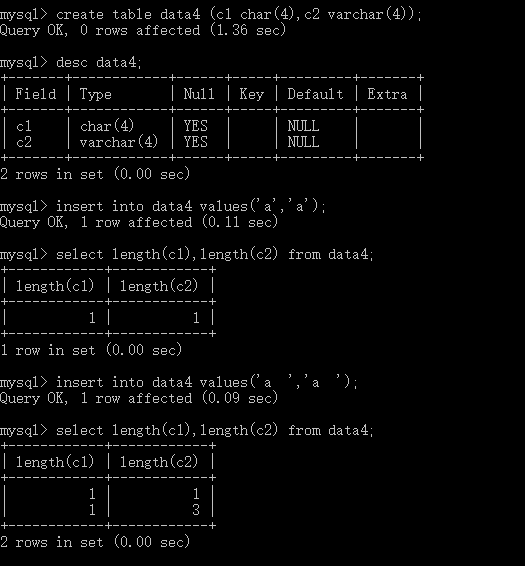 mysql> create table data4 (c1 char(4),c2 varchar(4));
Query OK, 0 rows affected (1.36 sec)

mysql> desc data4;
+-------+------------+------+-----+---------+-------+
| Field | Type       | Null | Key | Default | Extra |
+-------+------------+------+-----+---------+-------+
| c1    | char(4)    | YES  |     | NULL    |       |
| c2    | varchar(4) | YES  |     | NULL    |       |
+-------+------------+------+-----+---------+-------+
2 rows in set (0.00 sec)

mysql> insert into data4 values('a','a');
Query OK, 1 row affected (0.11 sec)

mysql> select length(c1),length(c2) from data4;
+------------+------------+
| length(c1) | length(c2) |
+------------+------------+
|          1 |          1 |
+------------+------------+
1 row in set (0.00 sec)

mysql> insert into data4 values('a  ','a  ');
Query OK, 1 row affected (0.09 sec)

mysql> select length(c1),length(c2) from data4;
+------------+------------+
| length(c1) | length(c2) |
+------------+------------+
|          1 |          1 |
|          1 |          3 |
+------------+------------+
2 rows in set (0.00 sec)